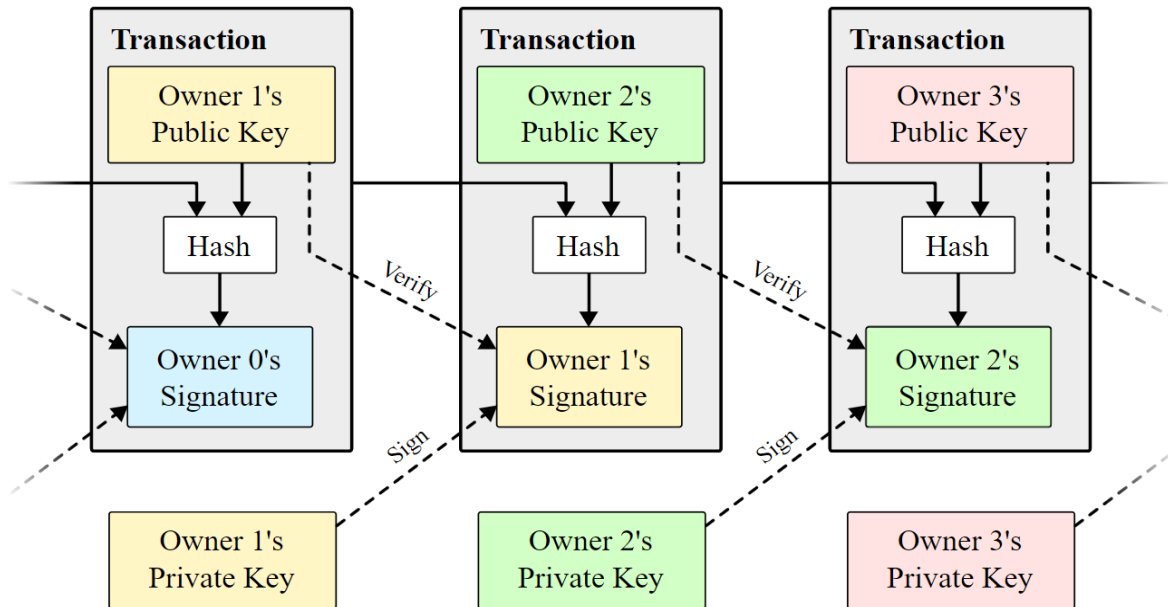 Transaction
Transaction
Transaction
Owner 1's
Public Key
Owner 2's
Public Key
Owner 3's
Public Key
Hash
Hash
Hash
Verify
Verify
Owner 0's
Signature
Owner 1's
Signature
Owner 2's
Signature
Sign
Sign
Owner 1's
Private Key
Owner 2's
Private Key
Owner 3's
Private Key